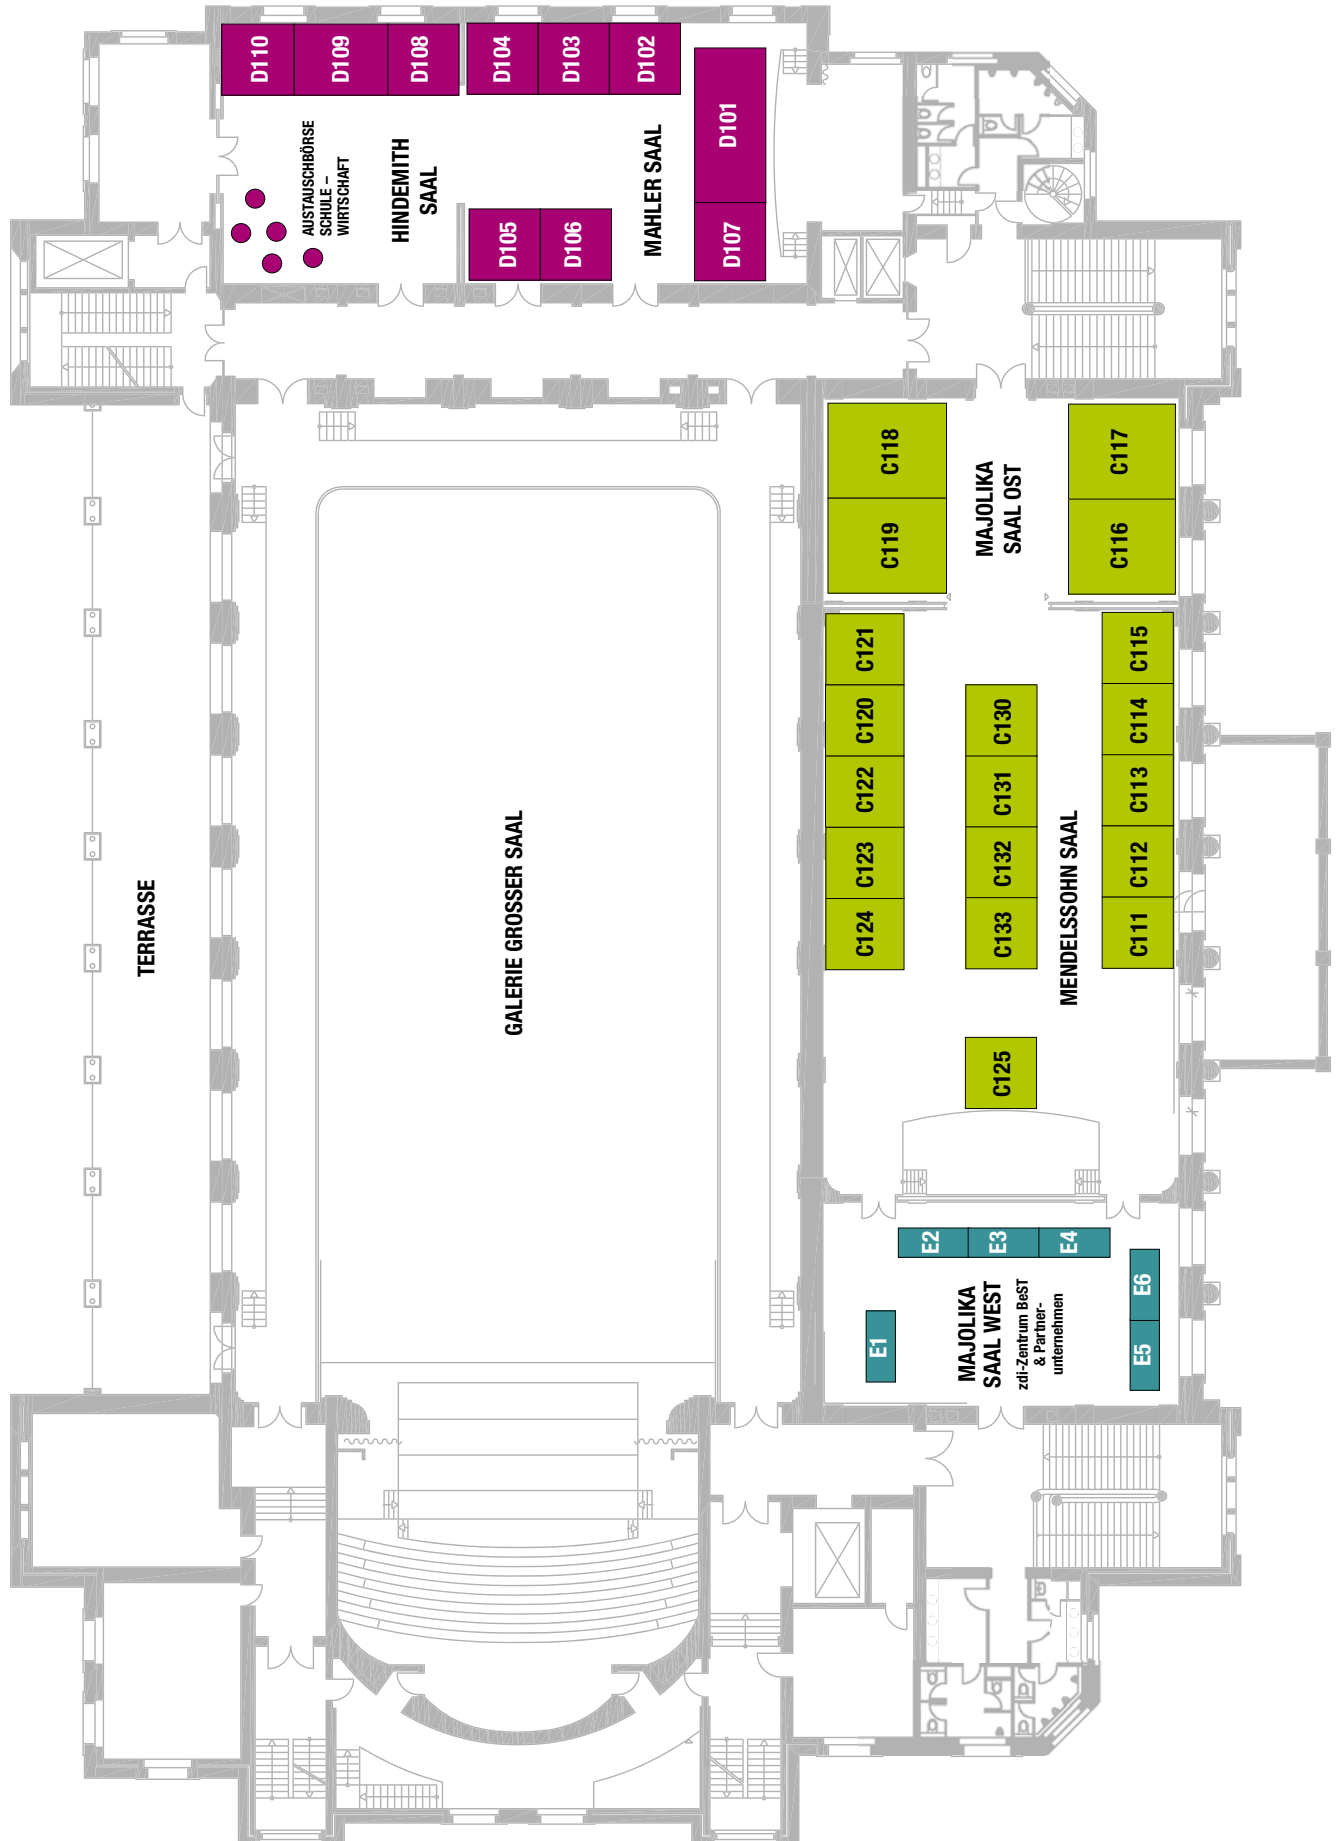 D110
D109
D108
D104
D103
D102
D101
D107
D105
D106
AUSTAUSCHBÖRSE
SCHULE –
WIRTSCHAFT
HINDEMITH
SAAL
MAHLER SAAL
TERRASSE
GALERIE GROSSER SAAL
C118
C119
C117
C116
MAJOLIKA
SAAL OST
C121
C120
C122
C123
C124
C130
C131
C132
C133
C115
C114
C113
C112
C111
MENDELSSOHN SAAL
C125
E2
E3
E4
E1
E6
E5
MAJOLIKA
SAAL WEST
zdi-Zentrum BeST
& Partner-
unternehmen